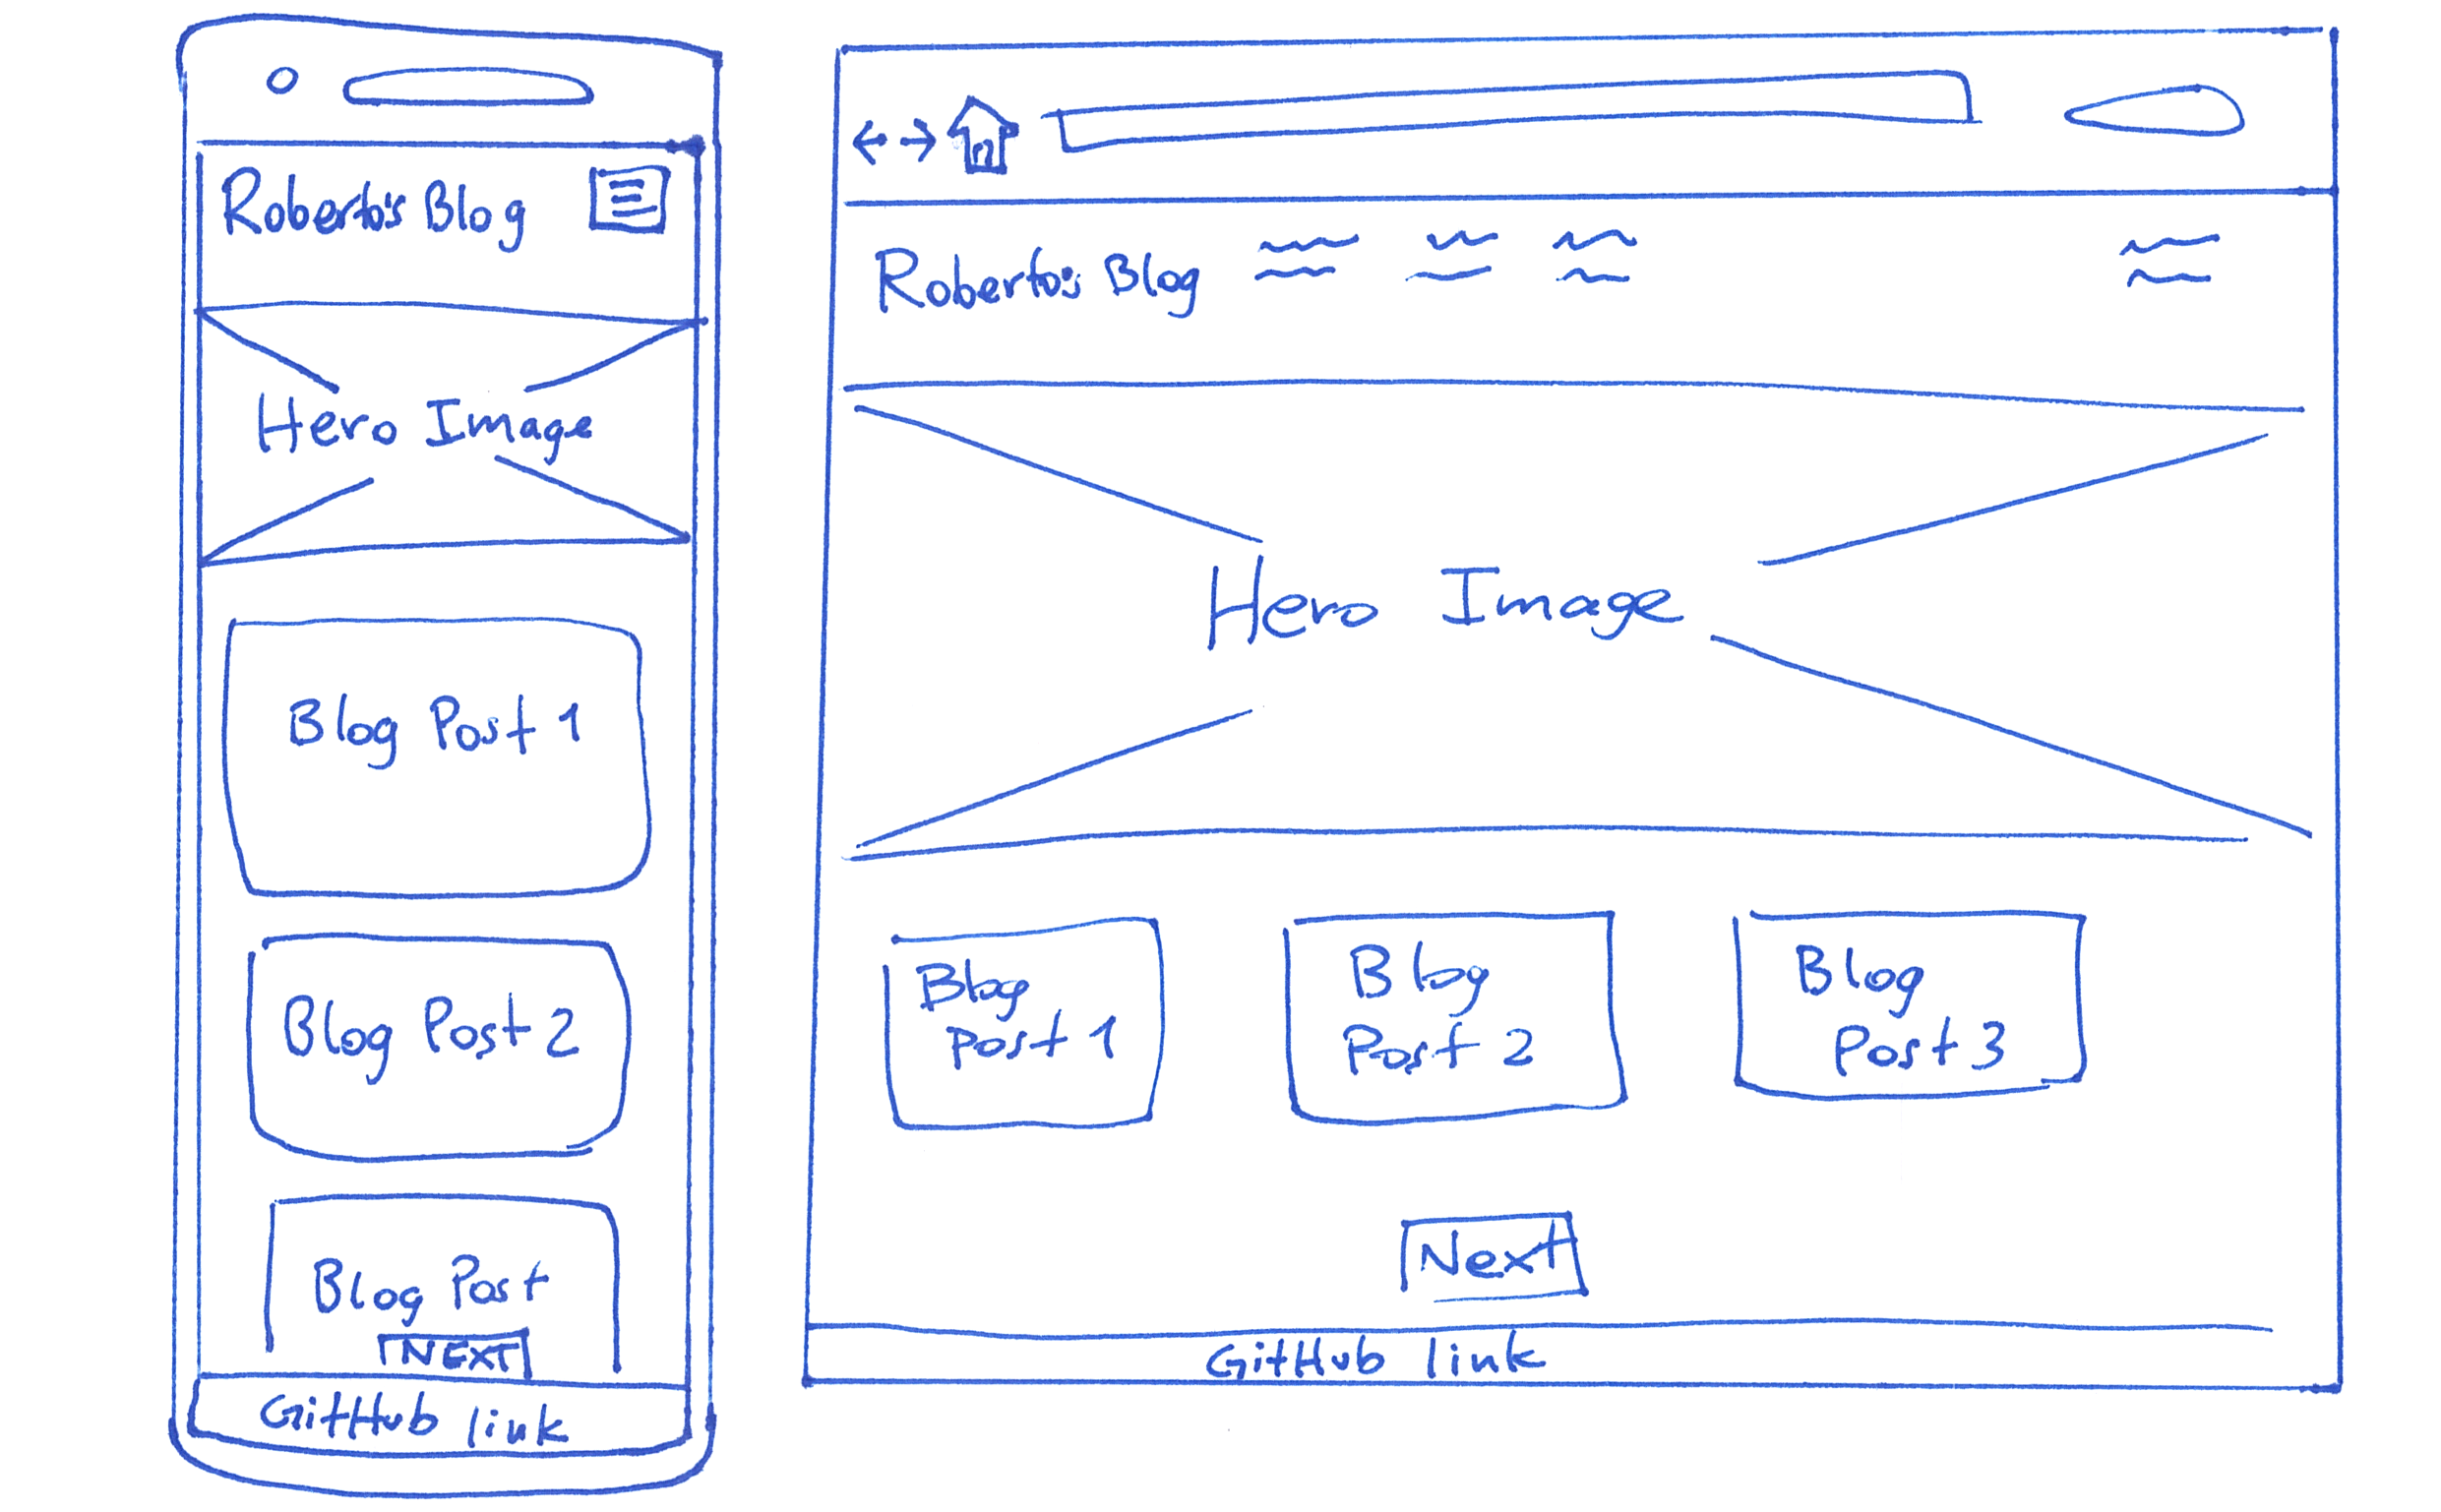 Roberto's Blog
Hero Image
Blog Post 1
Blog Post 2
Blog Post
NEXT
GitHub link
Roberto's Blog
Hero Image
Blog
Post 1
Blog
Post 2
Blog
Post 3
Next
GitHub link